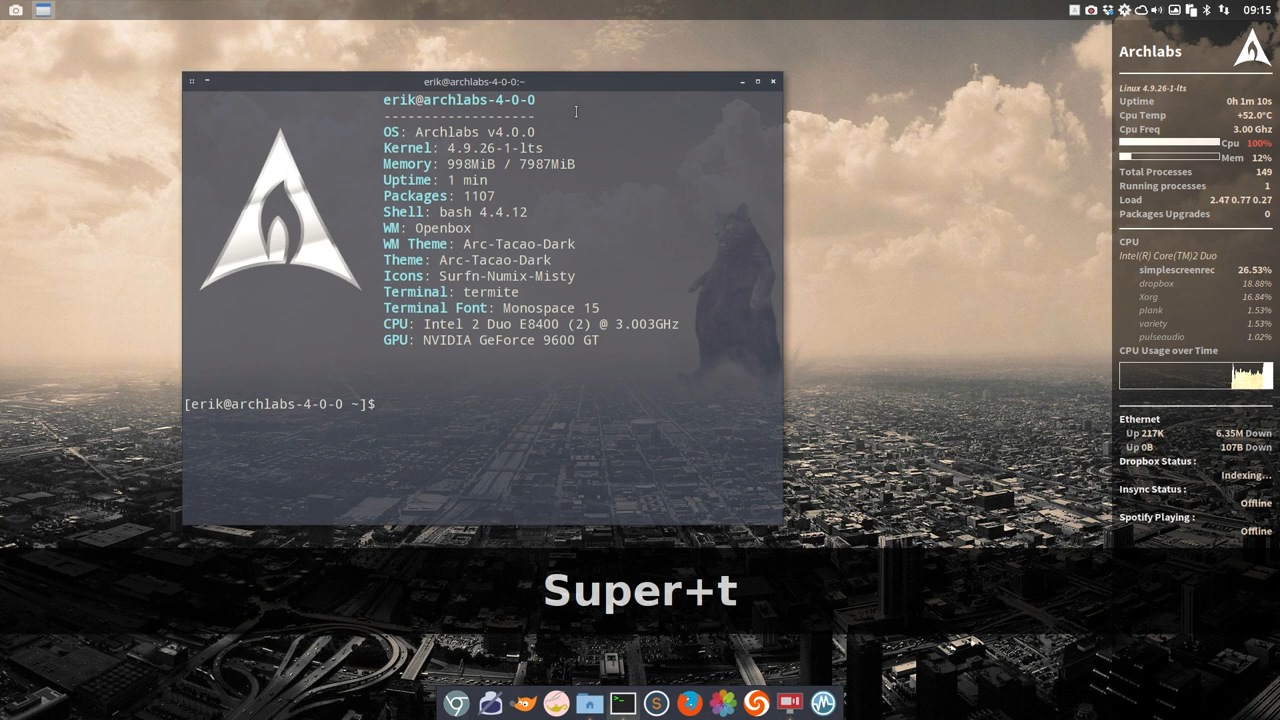 09:15
erik@archlabs-4-0-0:~
erik@archlabs-4-0-0
-------------------
OS: Archlabs v4.0.0
Kernel: 4.9.26-1-lts
Memory: 998MiB / 7987MiB
Uptime: 1 min
Packages: 1107
Shell: bash 4.4.12
WM: Openbox
WM Theme: Arc-Tacao-Dark
Theme: Arc-Tacao-Dark
Icons: Surfn-Numix-Misty
Terminal: termite
Terminal Font: Monospace 15
CPU: Intel 2 Duo E8400 (2) @ 3.003GHz
GPU: NVIDIA GeForce 9600 GT
[erik@archlabs-4-0-0 ~]$
Archlabs
Linux 4.9.26-1-lts
Uptime 0h 1m 10s
Cpu Temp +52.0°C
Cpu Freq 3.00 Ghz
Cpu 100%
Mem 12%
Total Processes 149
Running processes 1
Load 2.47 0.77 0.27
Packages Upgrades 0
CPU
Intel(R) Core(TM)2 Duo
simplescreenrec 26.53%
dropbox 18.88%
Xorg 16.84%
plank 1.53%
variety 1.53%
pulseaudio 1.02%
CPU Usage over Time
Ethernet
Up 217K 6.35M Down
Up 0B 107B Down
Dropbox Status :
Indexing...
Insync Status :
Offline
Spotify Playing :
Offline
Super+t